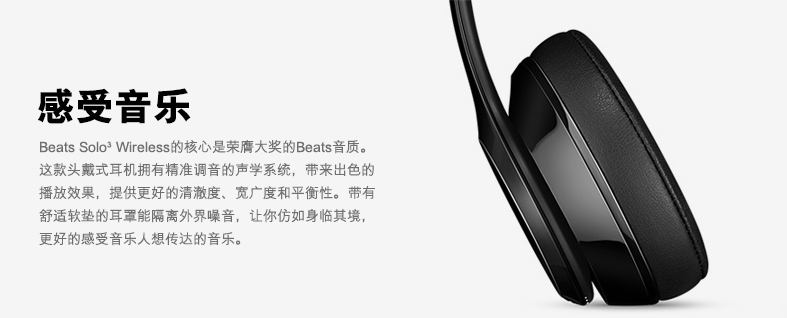 感受音乐
Beats Solo³ Wireless的核心是荣膺大奖的Beats音质。
这款头戴式耳机拥有精准调音的声学系统，带来出色的
播放效果，提供更好的清澈度、宽广度和平衡性。带有
舒适软垫的耳罩能隔离外界噪音，让你仿如身临其境，
更好的感受音乐人想传达的音乐。